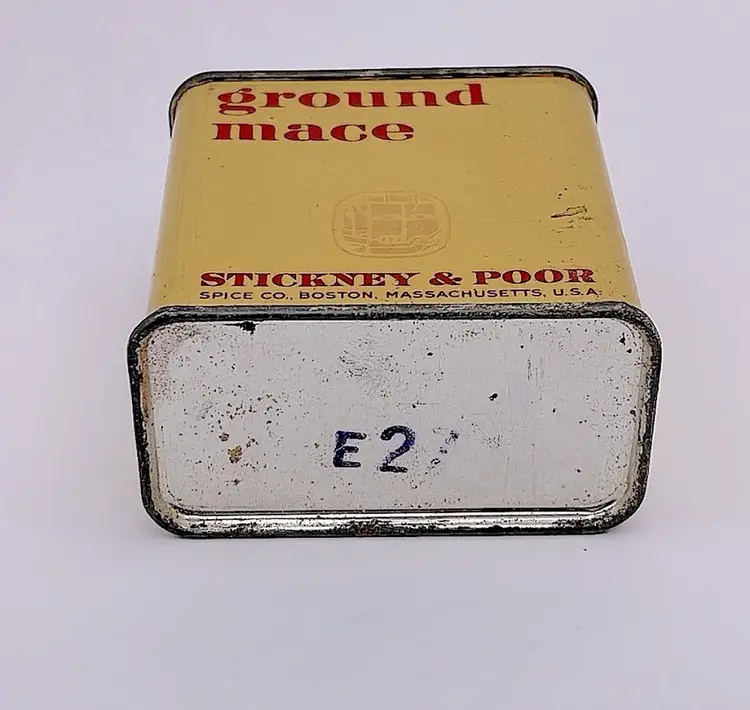 ground
mace
STICKNEY & POOR
SPICE CO., BOSTON, MASSACHUSETTS, U.S.A.
E2